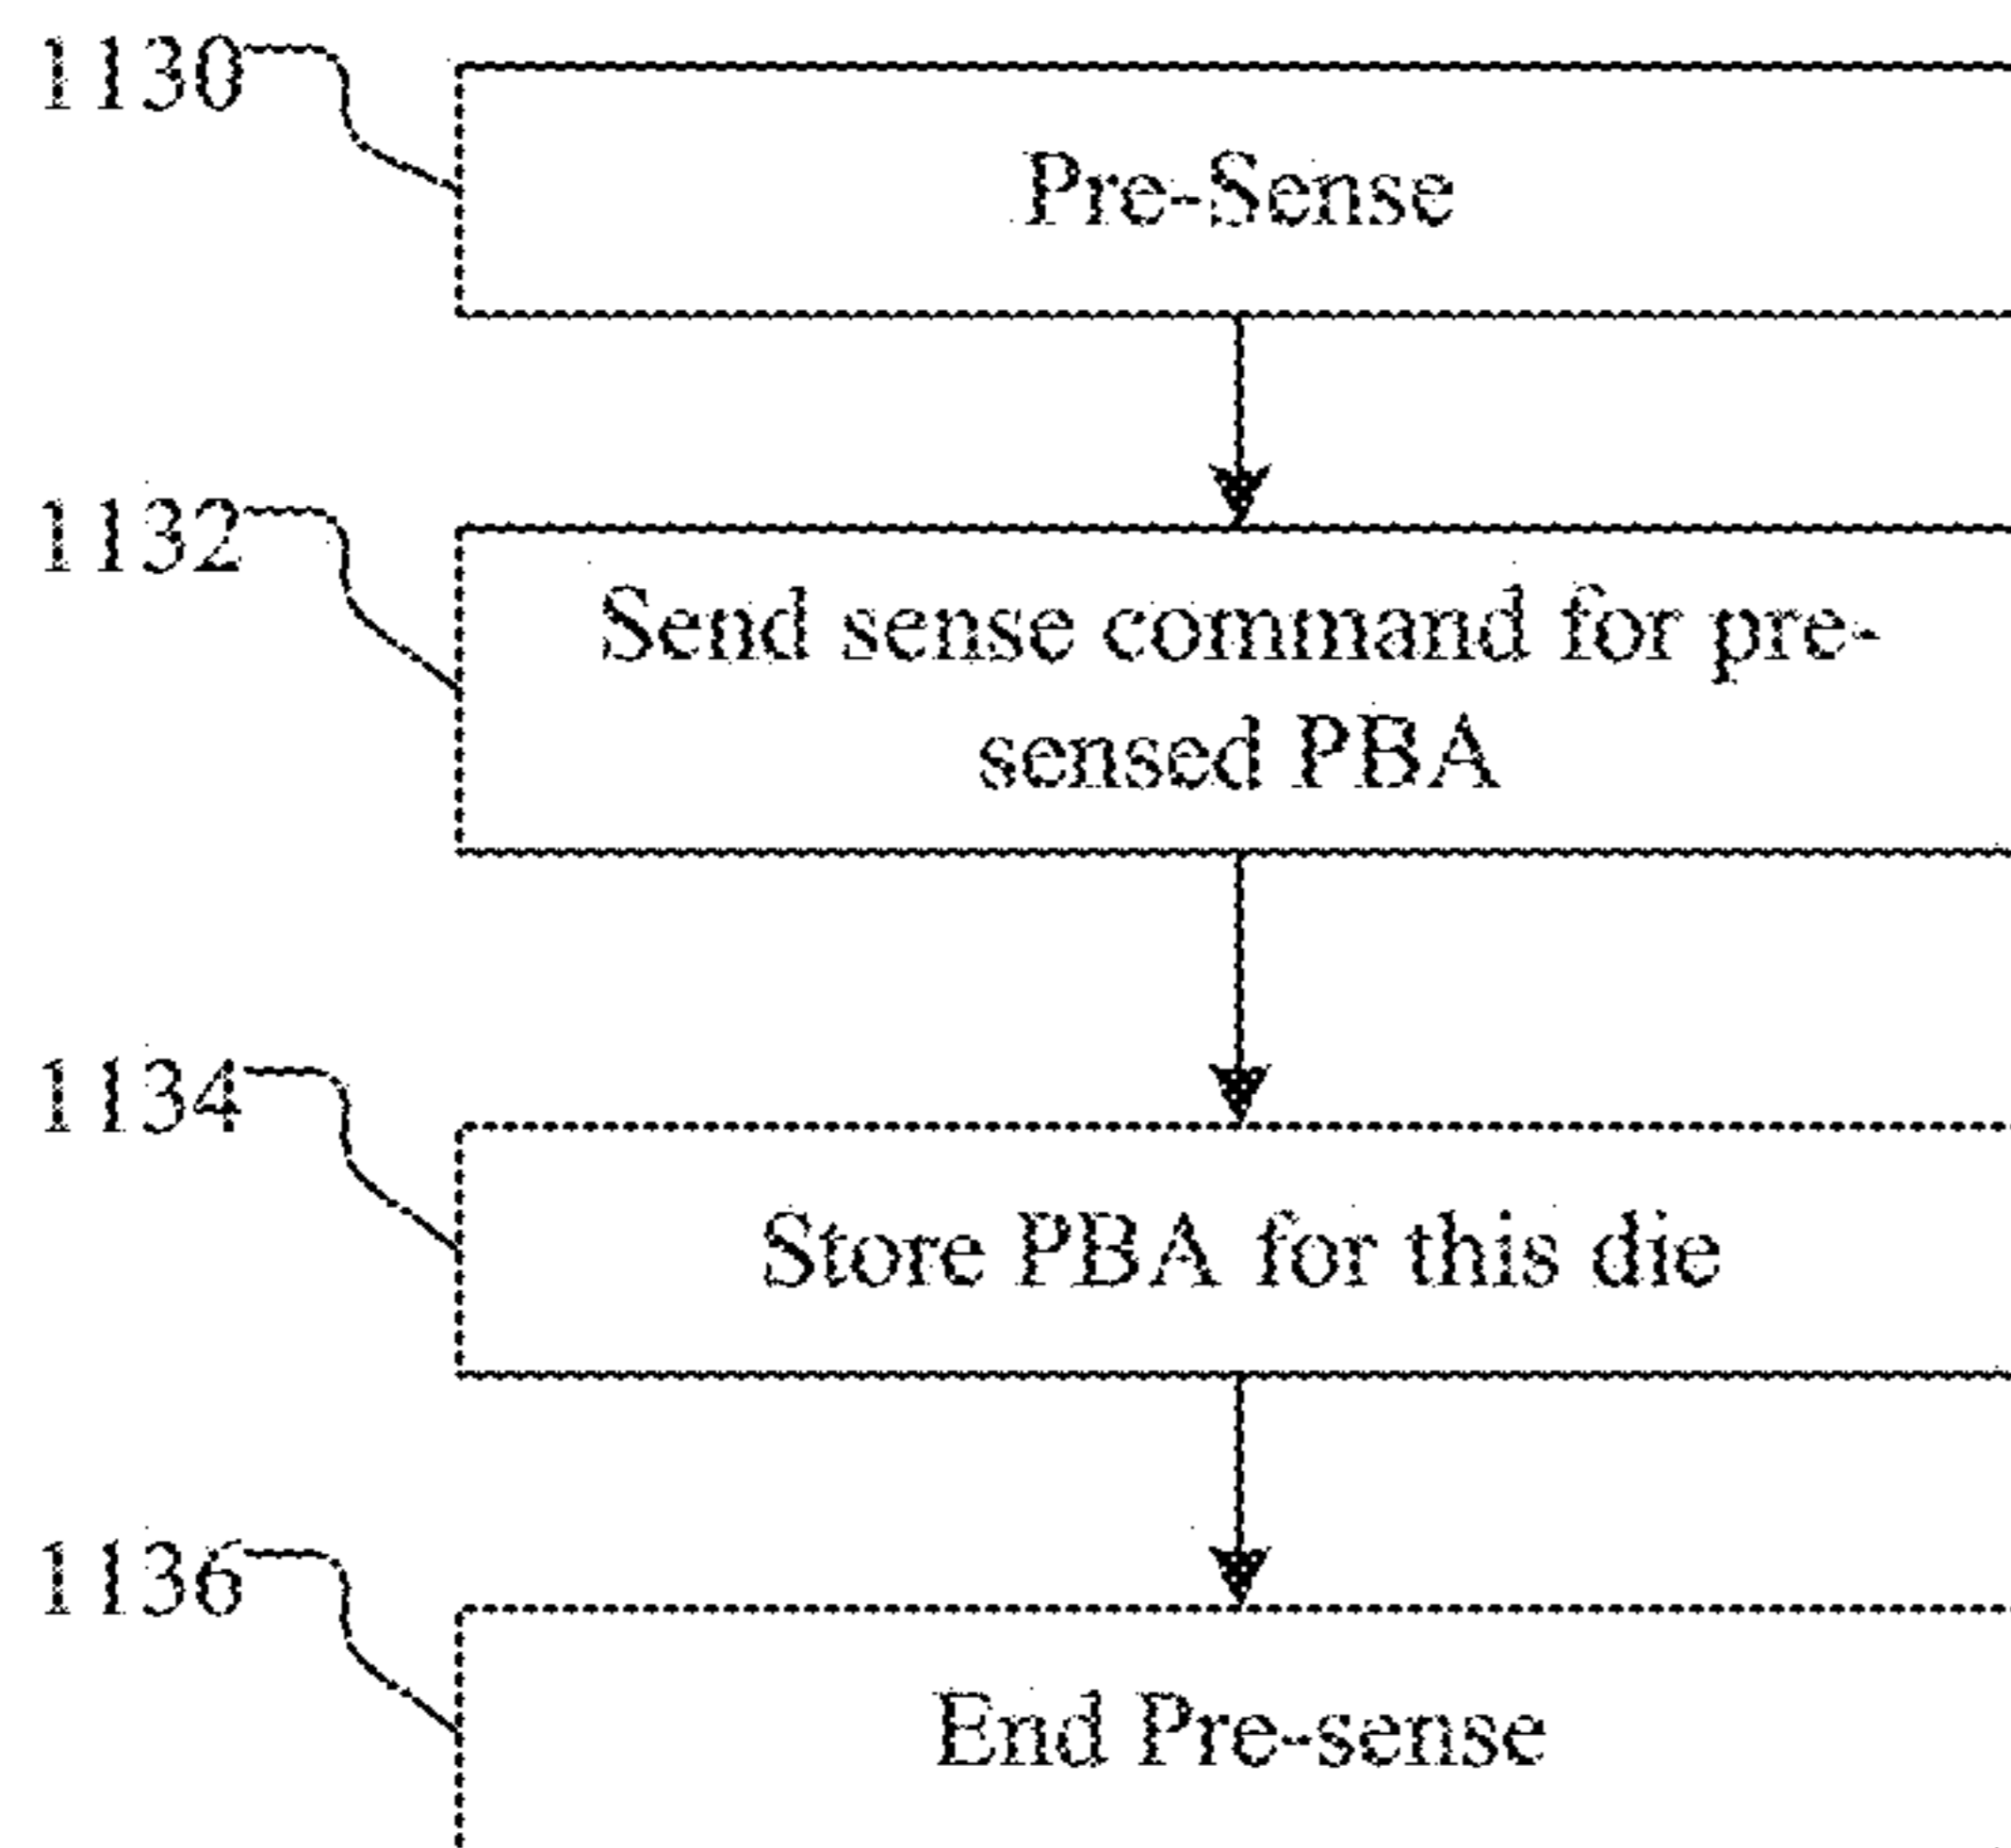 1130
Pre-Sense
1132
Send sense command for pre-
sensed PBA
1134
Store PBA for this die
1136
End Pre-sense